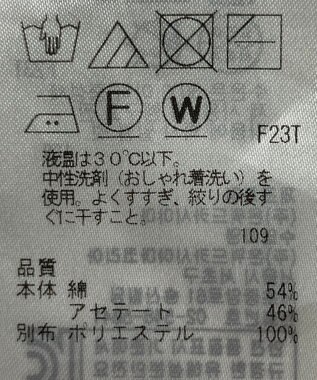 F W
F23T
液温は30℃以下。
中性洗剤（おしゃれ着洗い）を
使用。よくすすぎ、絞りの後す
ぐに干すこと。
109
品質
本体 綿 54%
アセテート 46%
別布 ポリエステル 100%